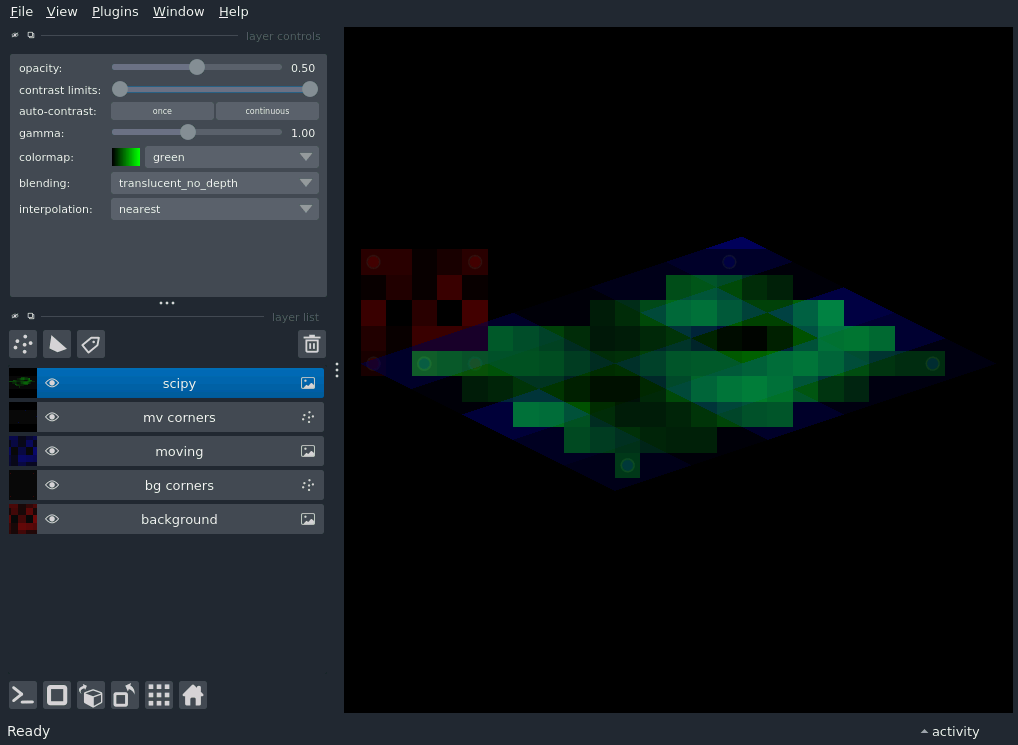 File View Plugins Window Help
layer controls
opacity: 0.50
contrast limits:
auto-contrast: once continuous
gamma: 1.00
colormap: green
blending: translucent_no_depth
interpolation: nearest
layer list
scipy
mv corners
moving
bg corners
background
Ready
activity